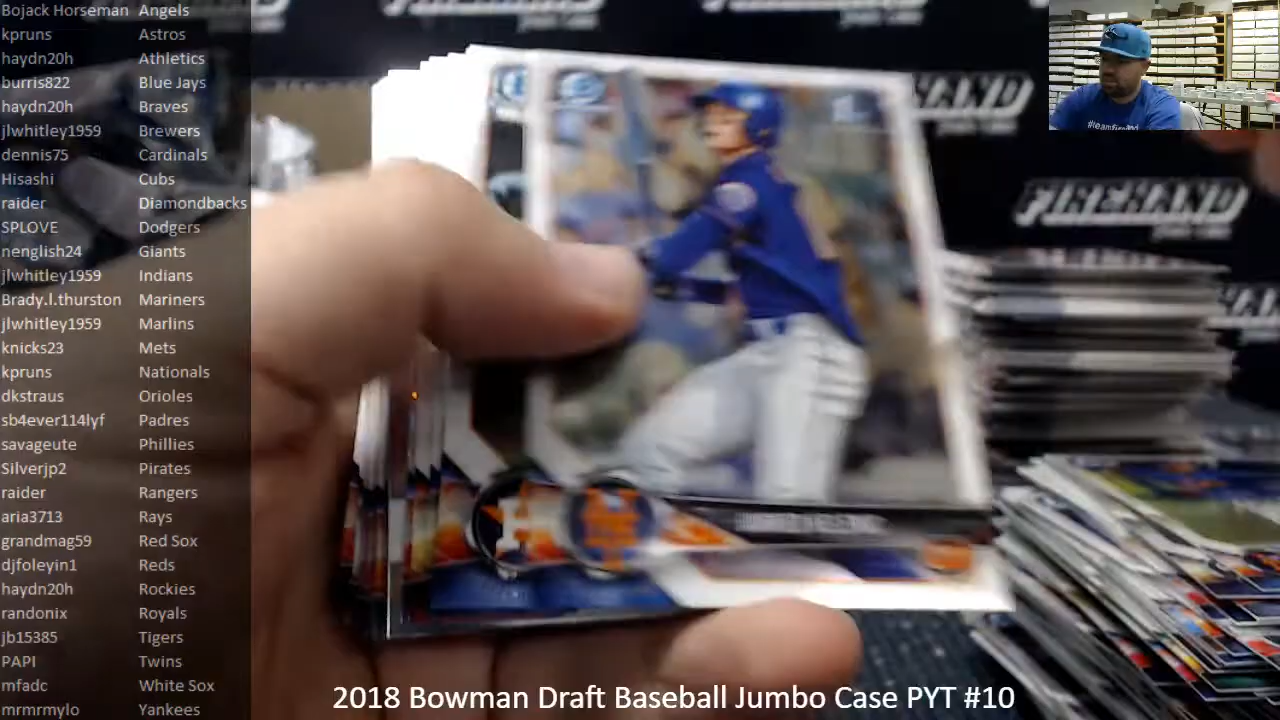 Bojack Horseman Angels
kpruns Astros
haydn20h Athletics
burris822 Blue Jays
haydn20h Braves
jlwhitley1959 Brewers
dennis75 Cardinals
Hisashi Cubs
raider Diamondbacks
SPLOVE Dodgers
nenglish24 Giants
jlwhitley1959 Indians
Brady.l.thurston Mariners
jlwhitley1959 Marlins
knicks23 Mets
kpruns Nationals
dkstraus Orioles
sb4ever114lyf Padres
savageute Phillies
Silverjp2 Pirates
raider Rangers
aria3713 Rays
grandmag59 Red Sox
djfoleyin1 Reds
haydn20h Rockies
randonix Royals
jb15385 Tigers
PAPI Twins
mfadc White Sox
mrmrmylo Yankees
FIREHAND
2018 Bowman Draft Baseball Jumbo Case PYT #10